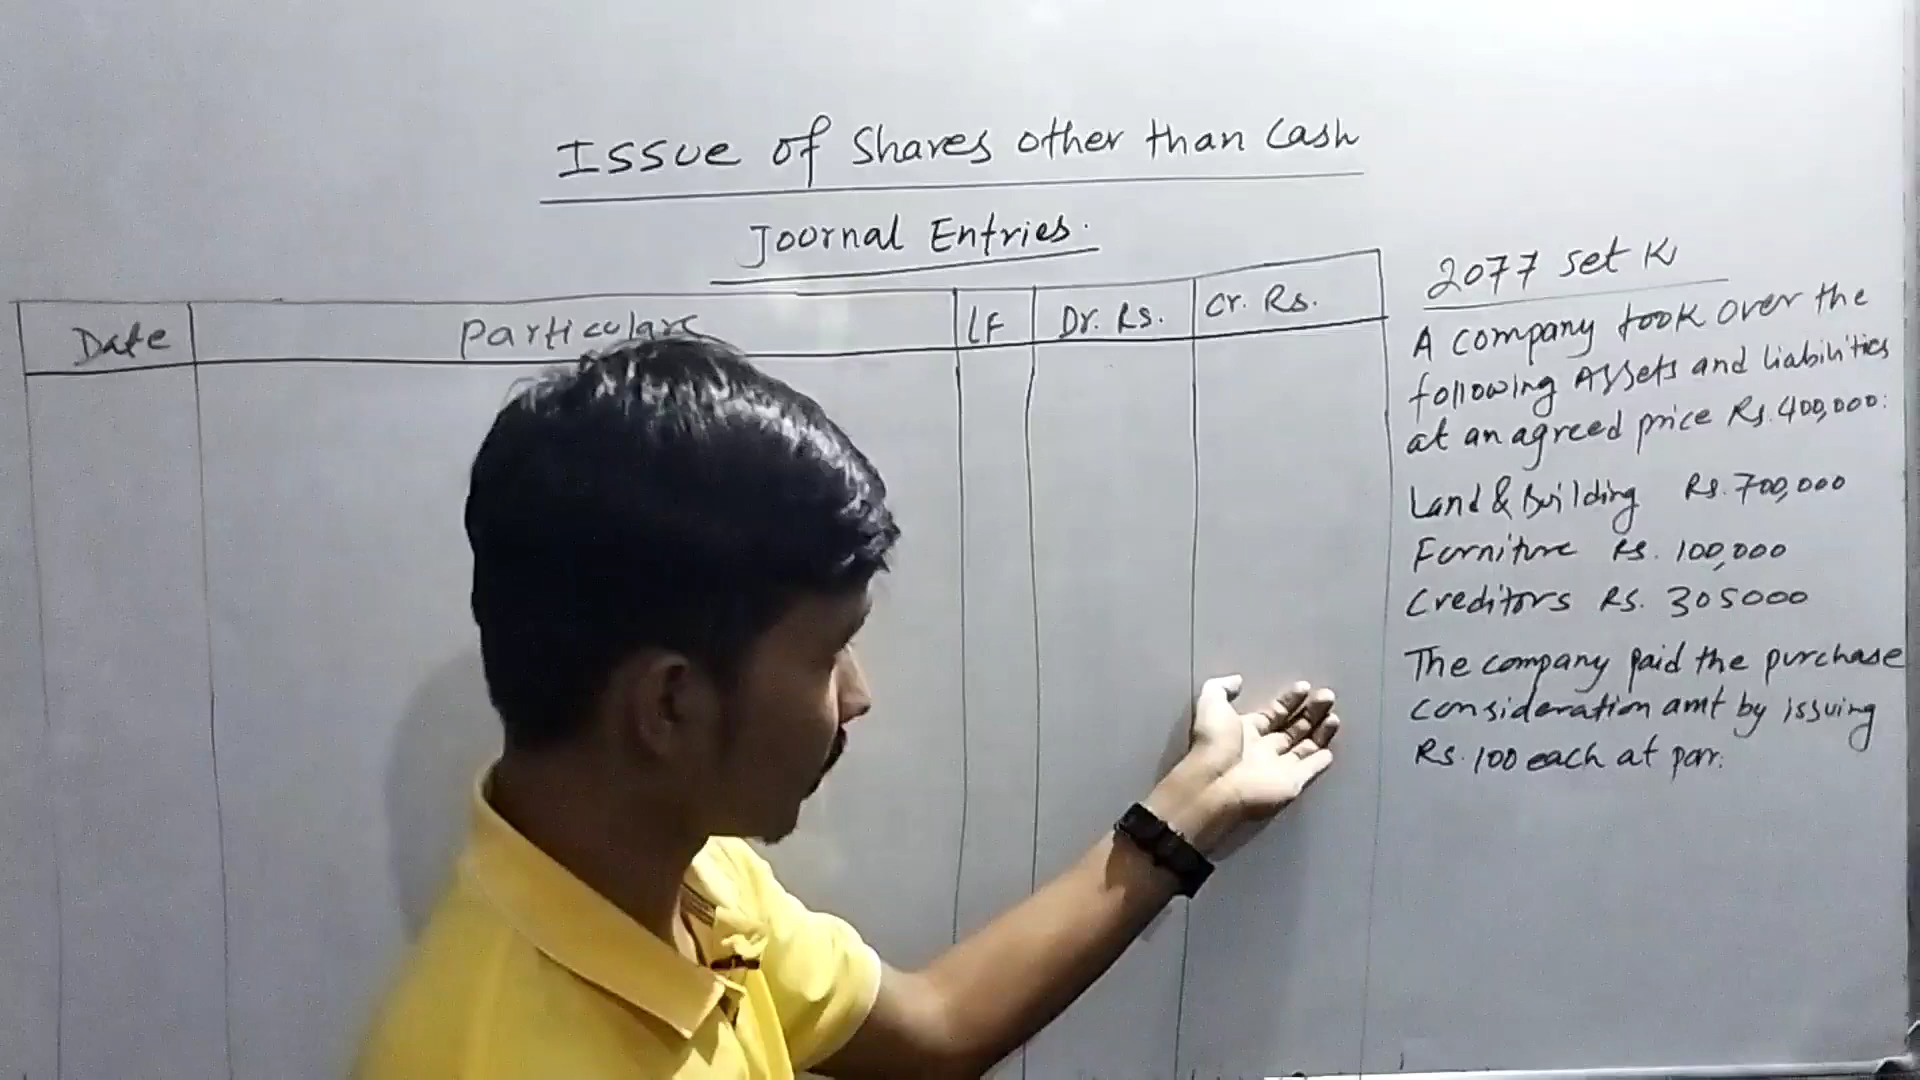 Issue of Shares other than Cash
Journal Entries.
Date Particulars LF Dr. Rs. Cr. Rs.
2077 set K
A company took over the
following Assets and liabilities
at an agreed price Rs. 400,000:
Land & Building Rs. 700,000
Furniture Rs. 100,000
Creditors Rs. 305000
The company paid the purchase
consideration amt by issuing
Rs. 100 each at par.